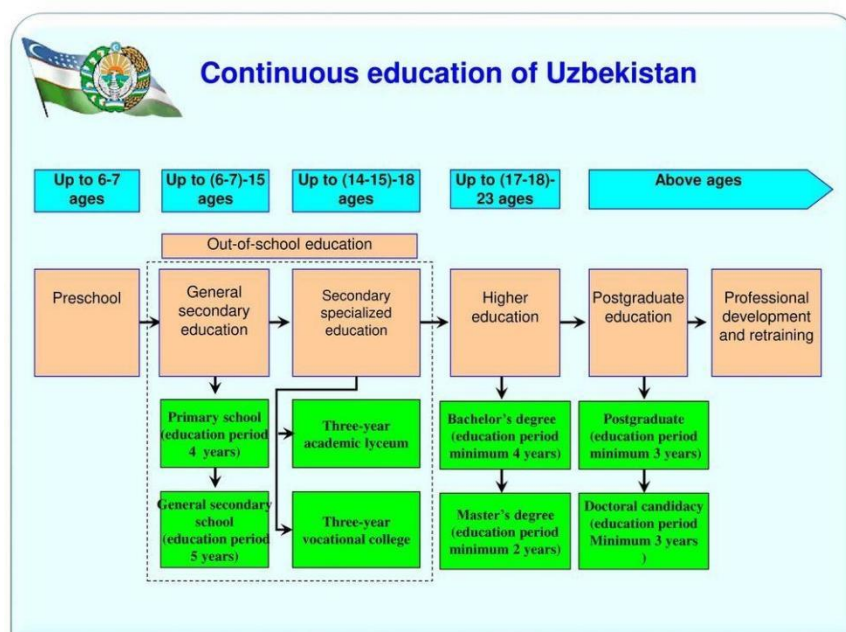 Continuous education of Uzbekistan
Up to 6-7
ages
Up to (6-7)-15
ages
Up to (14-15)-18
ages
Up to (17-18)-
23 ages
Above ages
Out-of-school education
Preschool
General
secondary
education
Secondary
specialized
education
Higher
education
Postgraduate
education
Professional
development
and retraining
Primary school
(education period
4 years)
Three-year
academic lyceum
Bachelor's degree
(education period
minimum 4 years)
Postgraduate
(education period
minimum 3 years)
General secondary
school
(education period
5 years)
Three-year
vocational college
Master's degree
(education period
minimum 2 years)
Doctoral candidacy
(education period
Minimum 3 years
)